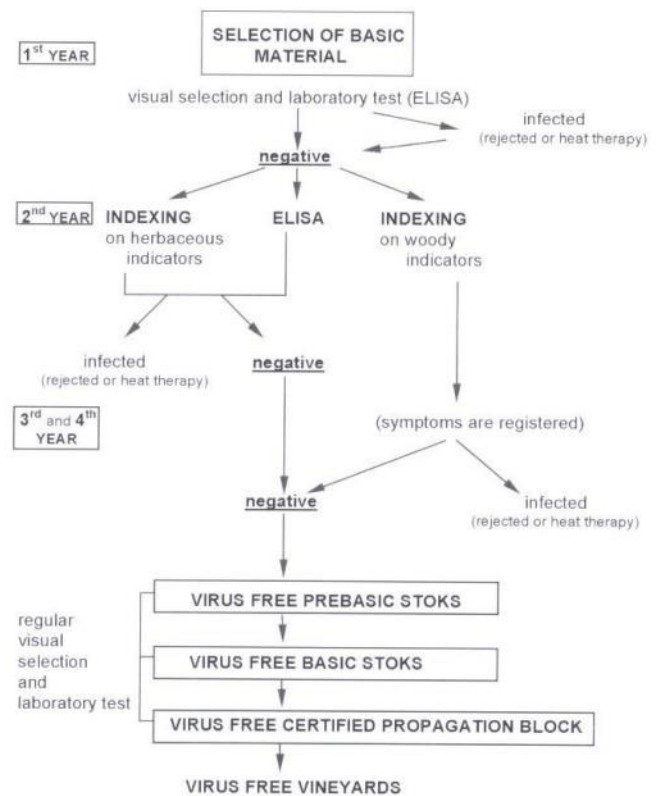 SELECTION OF BASIC
MATERIAL
1st YEAR
visual selection and laboratory test (ELISA)
infected
(rejected or heat therapy)
negative
2nd YEAR
INDEXING
on herbaceous
indicators
ELISA
INDEXING
on woody
indicators
infected
(rejected or heat therapy)
negative
3rd and 4th
YEAR
(symptoms are registered)
negative
infected
(rejected or heat therapy)
regular
visual
selection
and
laboratory test
VIRUS FREE PREBASIC STOKS
VIRUS FREE BASIC STOKS
VIRUS FREE CERTIFIED PROPAGATION BLOCK
VIRUS FREE VINEYARDS